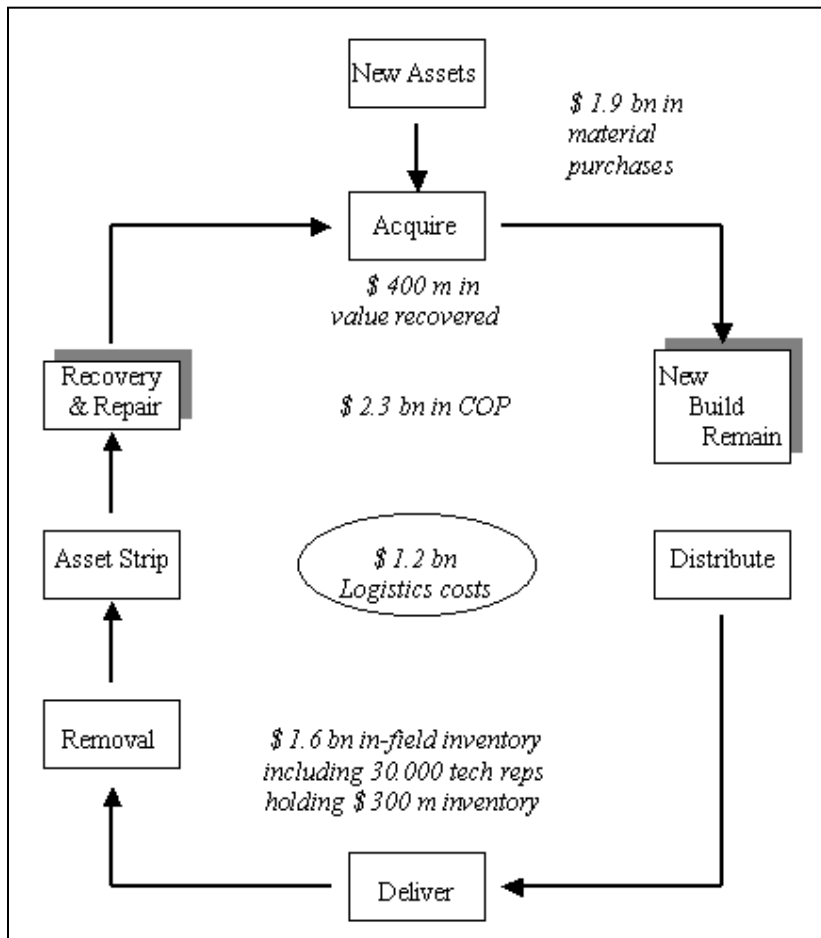 New Assets
$ 1.9 bn in
material
purchases
Acquire
$ 400 m in
value recovered
Recovery
& Repair
$ 2.3 bn in COP
New
Build
Remain
Asset Strip
$ 1.2 bn
Logistics costs
Distribute
Removal
$ 1.6 bn in-field inventory
including 30.000 tech reps
holding $ 300 m inventory
Deliver